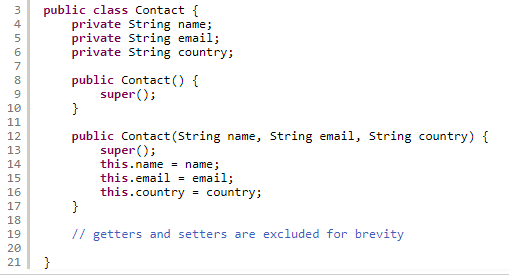 3 public class Contact {
4     private String name;
5     private String email;
6     private String country;
7
8     public Contact() {
9         super();
10     }
11
12     public Contact(String name, String email, String country) {
13         super();
14         this.name = name;
15         this.email = email;
16         this.country = country;
17     }
18
19     // getters and setters are excluded for brevity
20
21 }